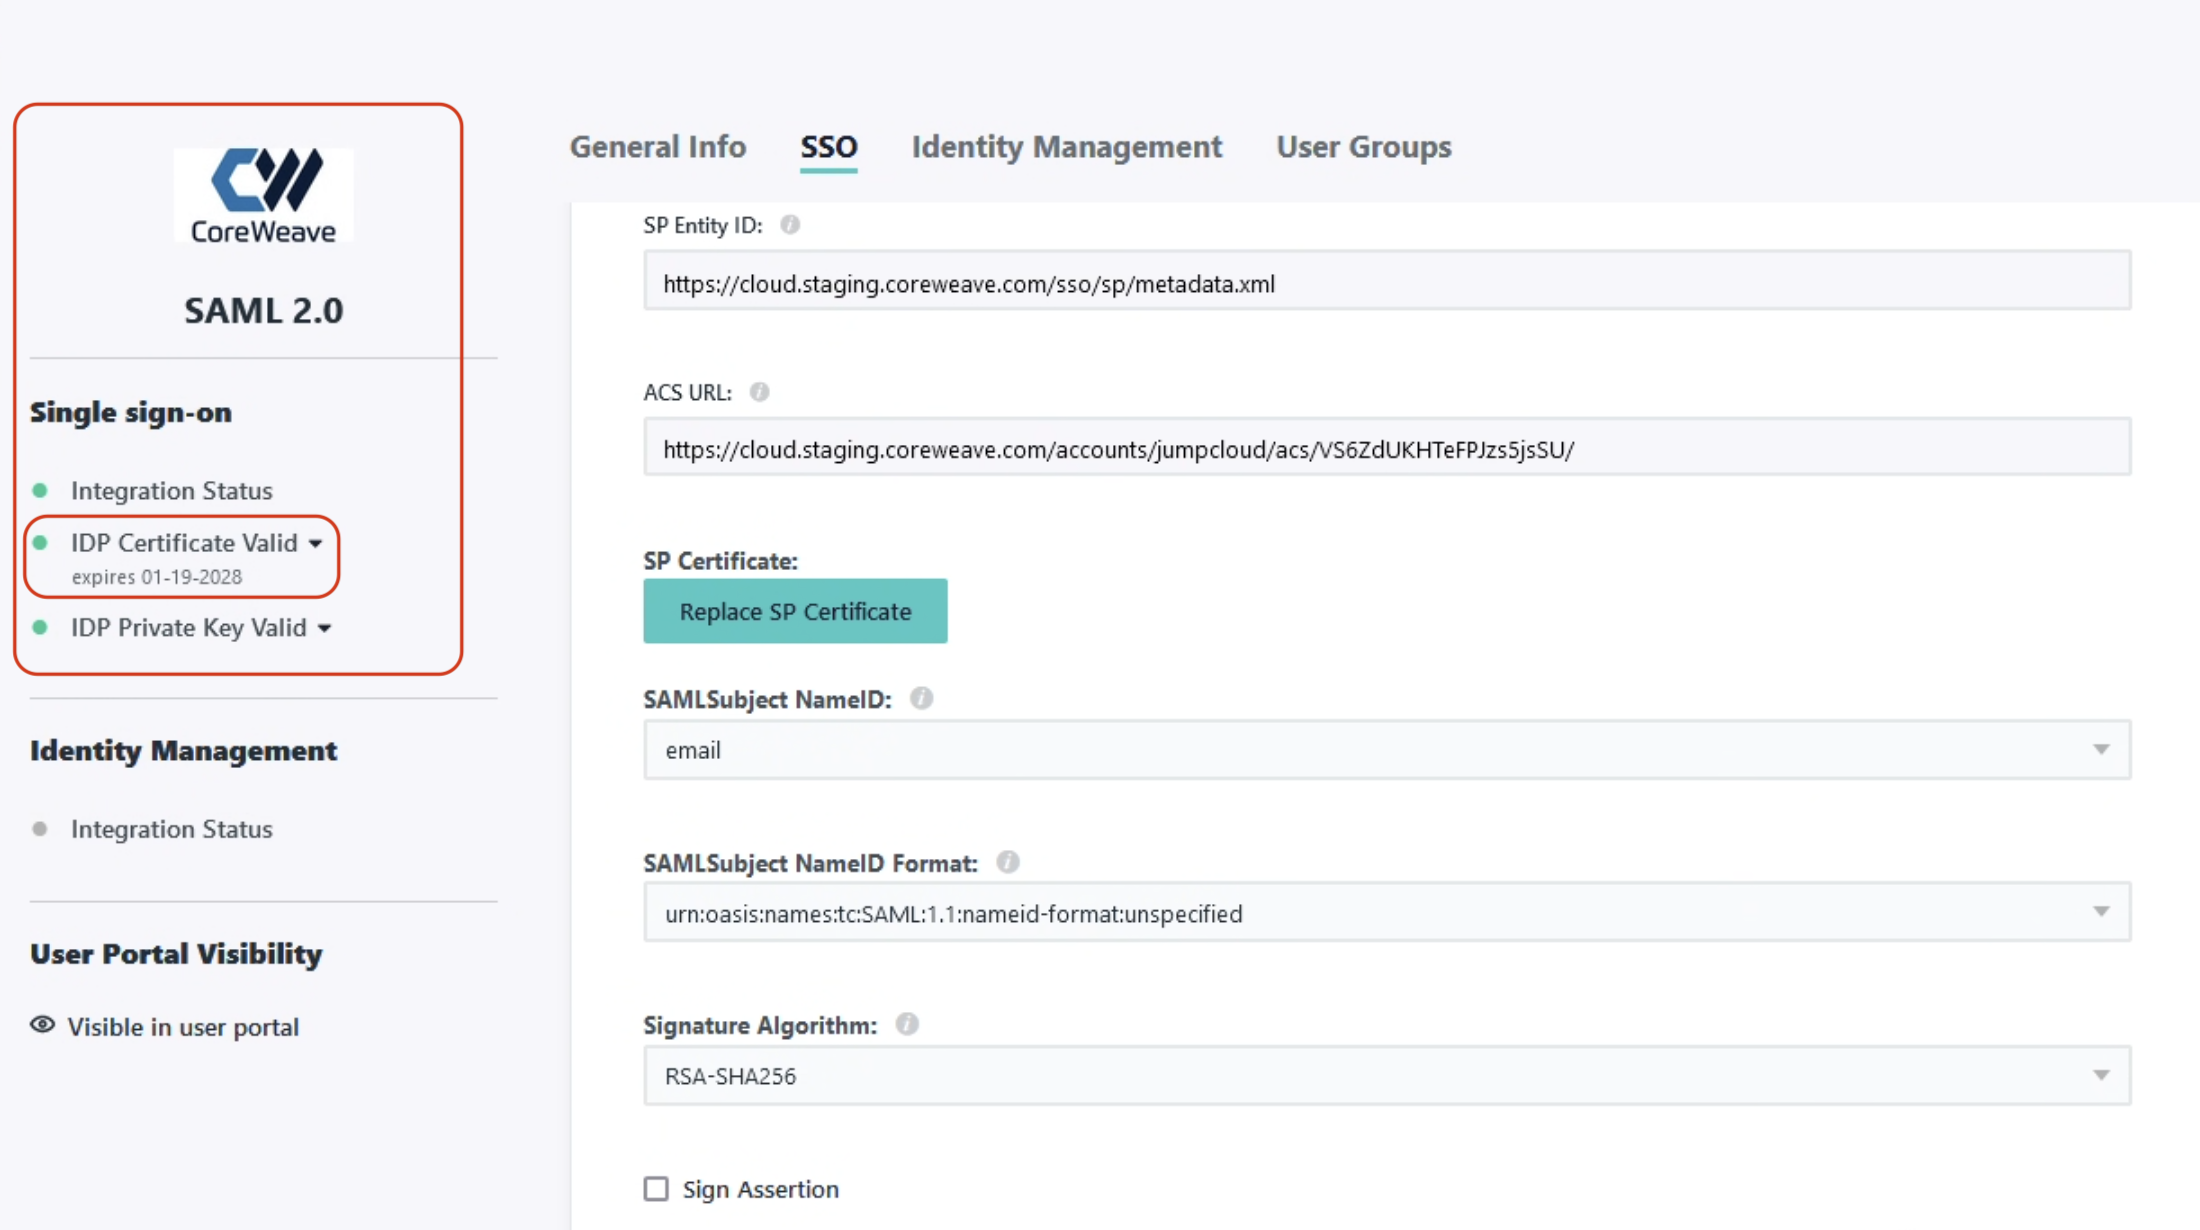 CoreWeave
SAML 2.0
Single sign-on
Integration Status
IDP Certificate Valid
expires 01-19-2028
IDP Private Key Valid
Identity Management
Integration Status
User Portal Visibility
Visible in user portal
General Info SSO Identity Management User Groups
SP Entity ID:
https://cloud.staging.coreweave.com/sso/sp/metadata.xml
ACS URL:
https://cloud.staging.coreweave.com/accounts/jumpcloud/acs/VS6ZdUKHTeFPJzs5jsSU/
SP Certificate:
Replace SP Certificate
SAMLSubject NameID:
email
SAMLSubject NameID Format:
urn:oasis:names:tc:SAML:1.1:nameid-format:unspecified
Signature Algorithm:
RSA-SHA256
Sign Assertion